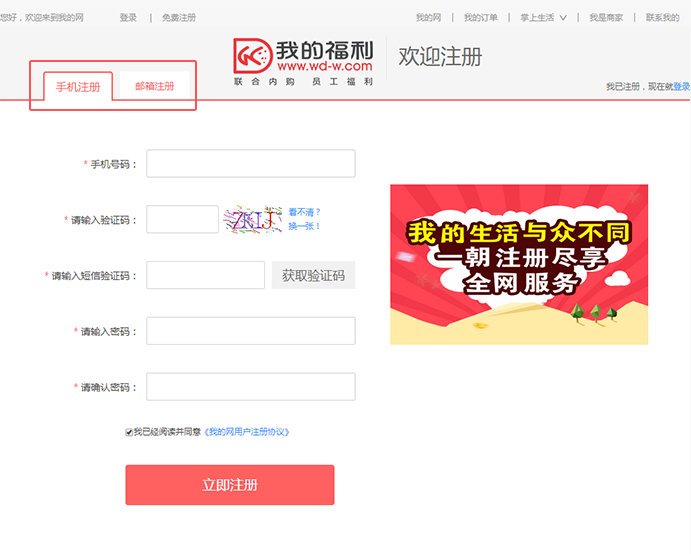 您好，欢迎来到我的网 登录 | 免费注册 我的网 | 我的订单 | 掌上生活 | 我是商家 | 联系我的
我的福利
www.wd-w.com
联合内购 员工福利
欢迎注册
手机注册 邮箱注册
我已注册，现在就登录
* 手机号码：
* 请输入验证码： 看不清？
换一张！
* 请输入短信验证码： 获取验证码
* 请输入密码：
* 请确认密码：
我已经阅读并同意《我的网用户注册协议》
立即注册
我的生活与众不同
一朝注册尽享
全网服务